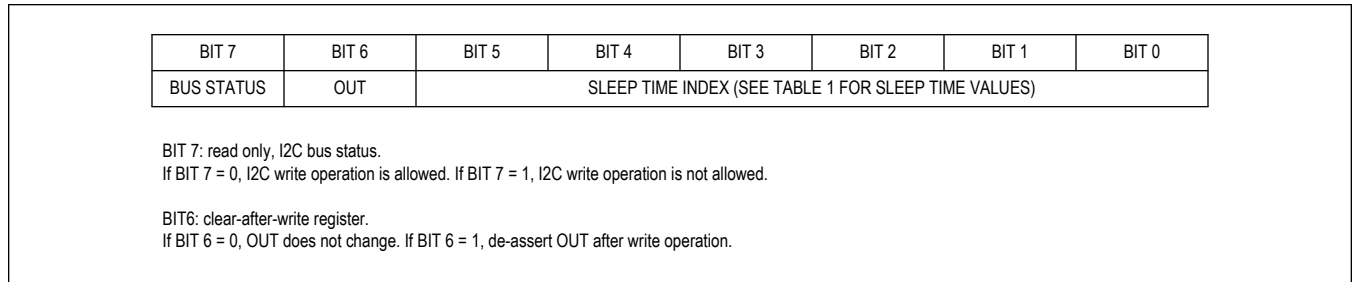 BIT 7 BIT 6 BIT 5 BIT 4 BIT 3 BIT 2 BIT 1 BIT 0
BUS STATUS OUT SLEEP TIME INDEX (SEE TABLE 1 FOR SLEEP TIME VALUES)
BIT 7: read only, I2C bus status.
If BIT 7 = 0, I2C write operation is allowed. If BIT 7 = 1, I2C write operation is not allowed.
BIT6: clear-after-write register.
If BIT 6 = 0, OUT does not change. If BIT 6 = 1, de-assert OUT after write operation.